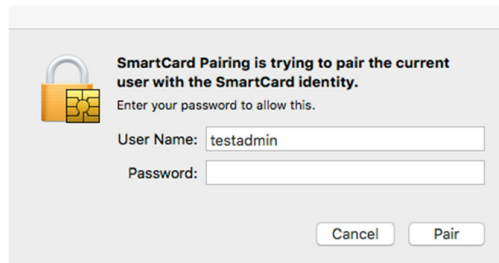 SmartCard Pairing is trying to pair the current
user with the SmartCard identity.
Enter your password to allow this.
User Name: testadmin
Password:
Cancel Pair